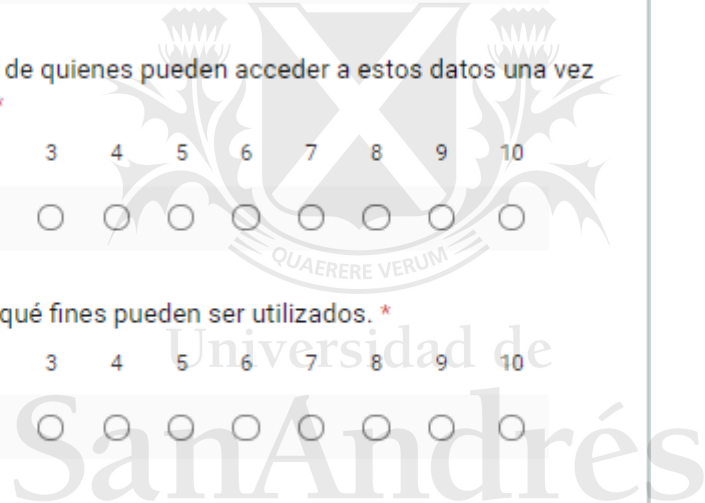 de quienes pueden acceder a estos datos una vez
*
3 4 5 6 7 8 9 10
QUAERERE VERUM
qué fines pueden ser utilizados. *
Universidad de
3 4 5 6 7 8 9 10
SanAndrés